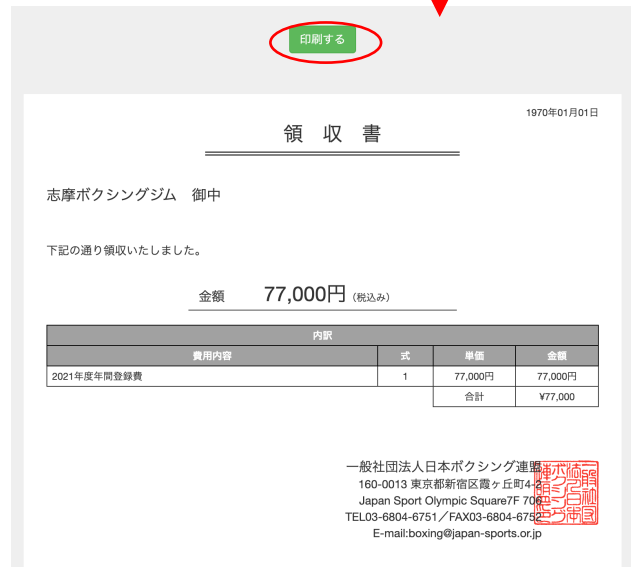 印刷する
1970年01月01日
領 収 書
志摩ボクシングジム 御中
下記の通り領収いたしました。
金額 77,000円 (税込み)
内訳
費用内容 式 単価 金額
2021年度年間登録費 1 77,000円 77,000円
合計 ¥77,000
一般社団法人日本ボクシング連盟
160-0013 東京都新宿区霞ヶ丘町4-2
Japan Sport Olympic Square7F 706
TEL03-6804-6751／FAX03-6804-6752
E-mail:boxing@japan-sports.or.jp